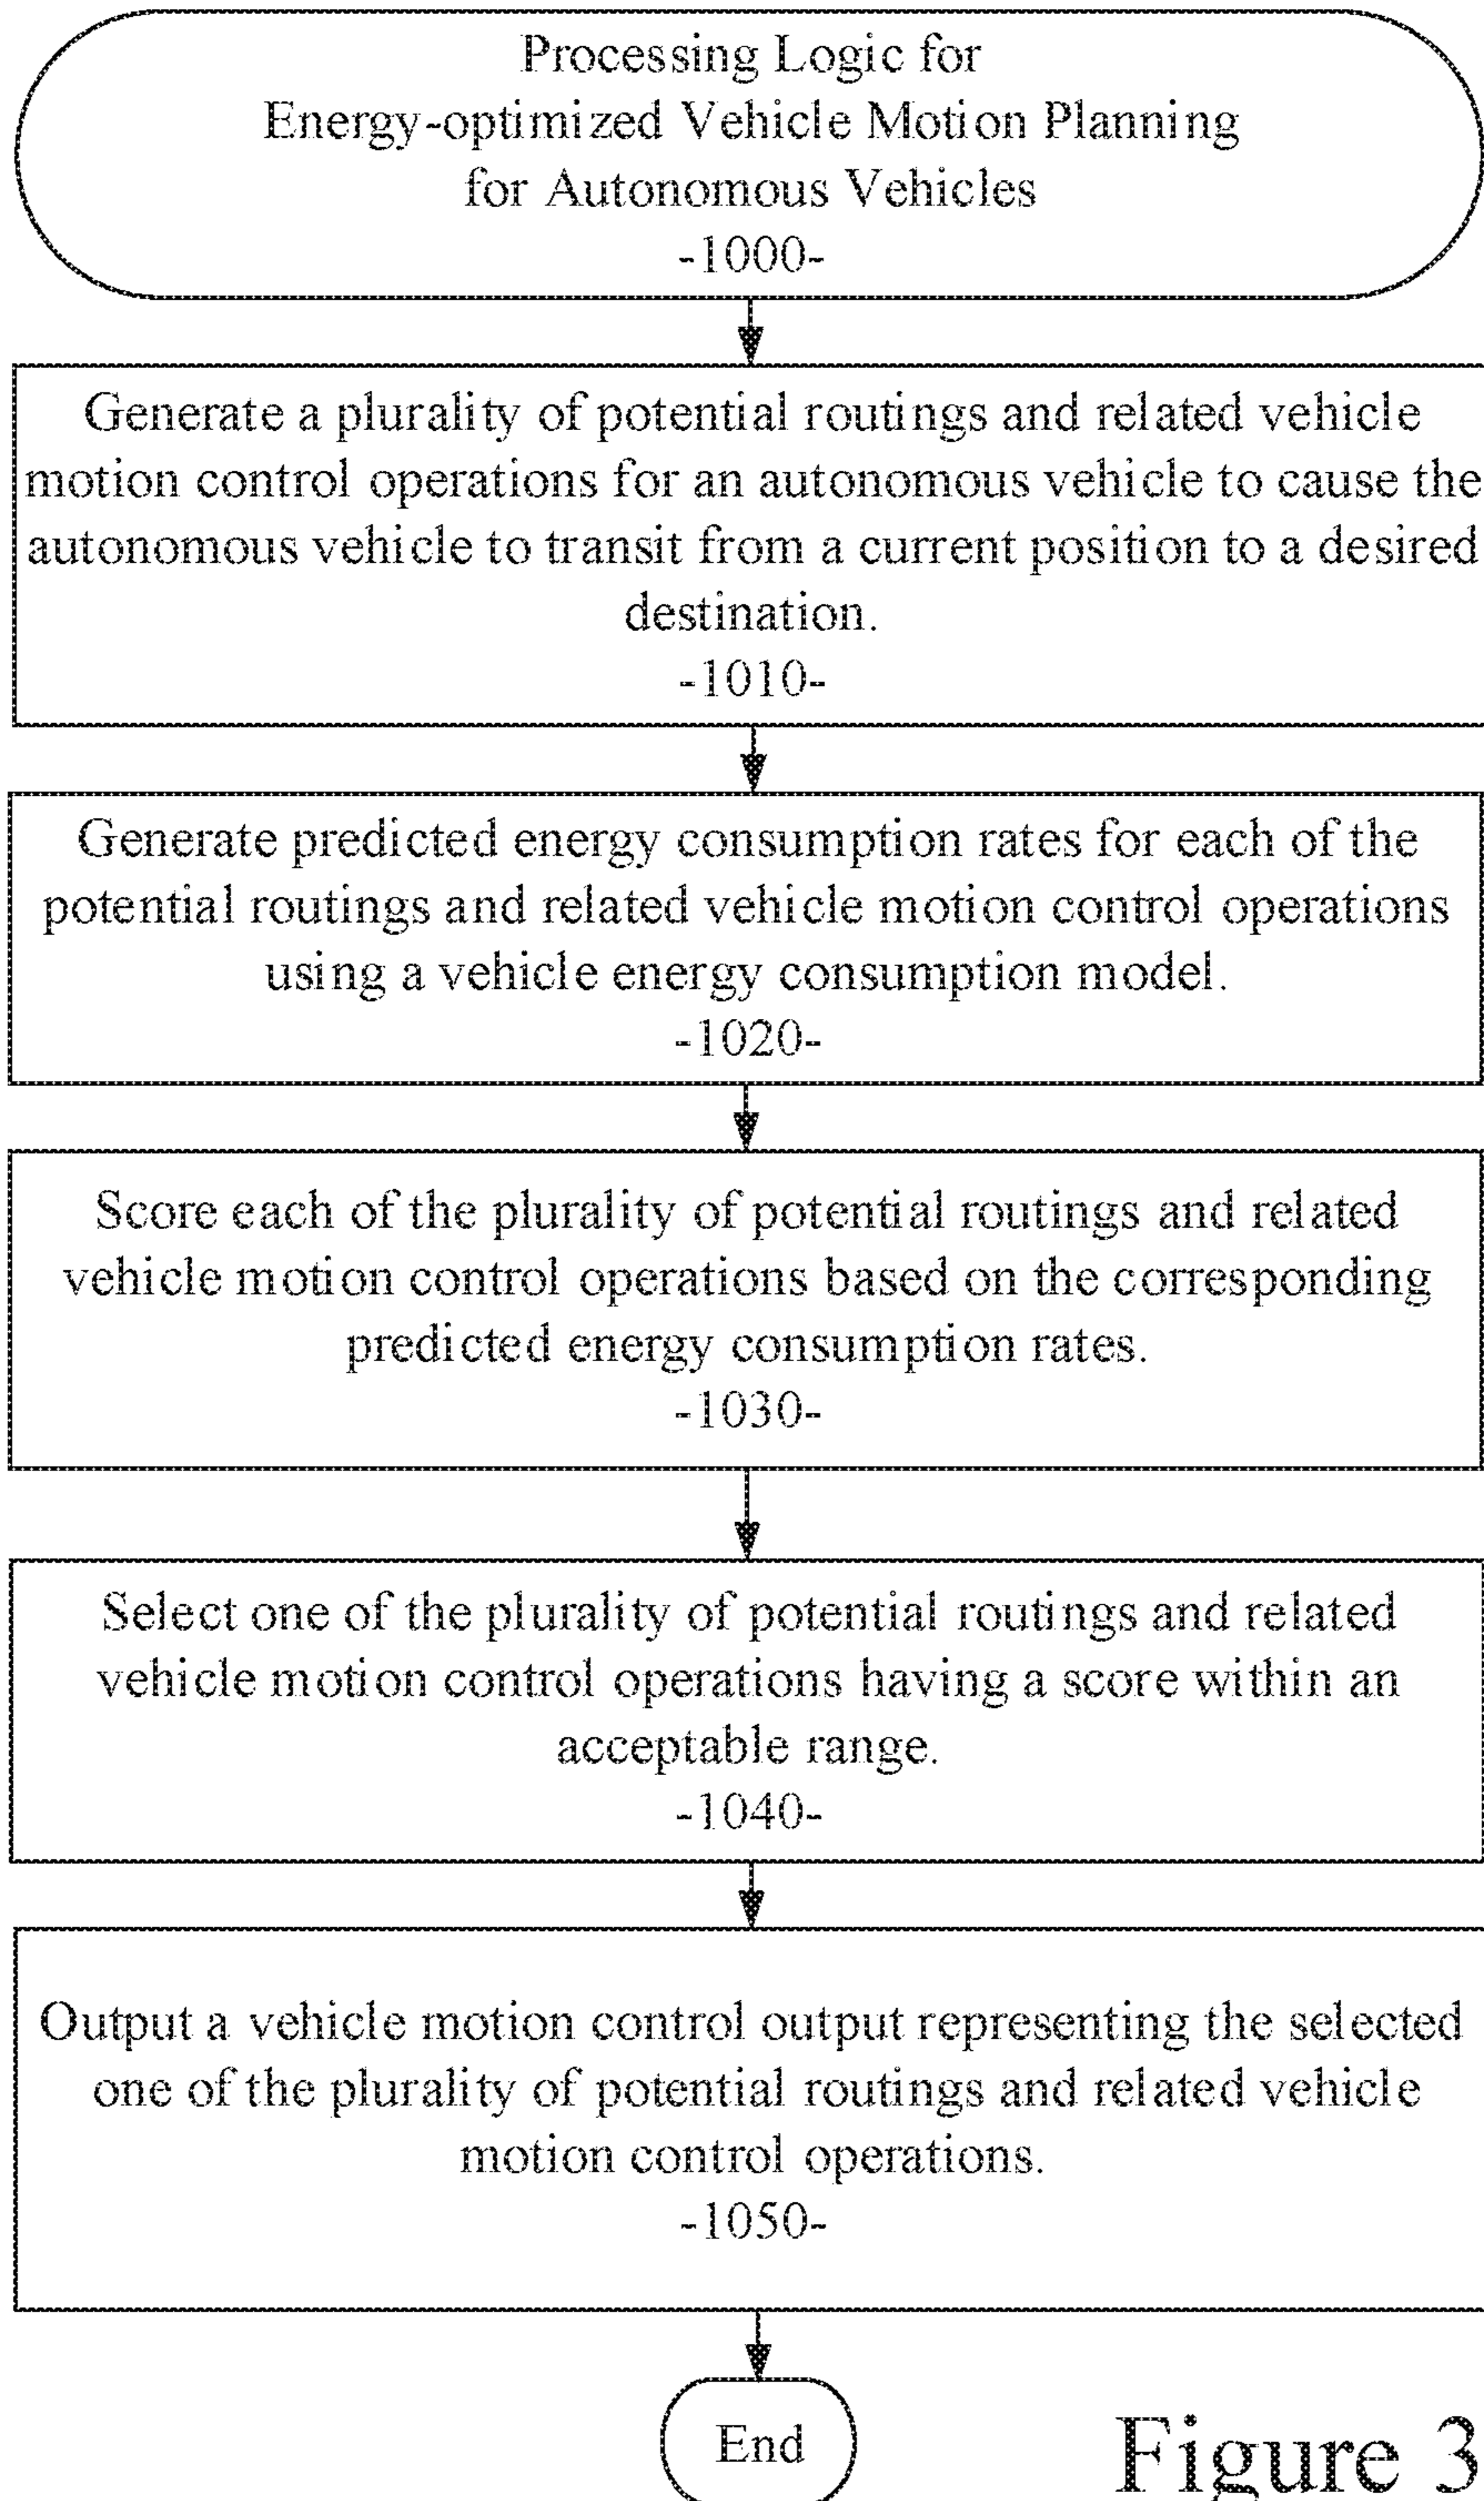 Processing Logic for
Energy-optimized Vehicle Motion Planning
for Autonomous Vehicles
-1000-
Generate a plurality of potential routings and related vehicle
motion control operations for an autonomous vehicle to cause the
autonomous vehicle to transit from a current position to a desired
destination.
-1010-
Generate predicted energy consumption rates for each of the
potential routings and related vehicle motion control operations
using a vehicle energy consumption model.
-1020-
Score each of the plurality of potential routings and related
vehicle motion control operations based on the corresponding
predicted energy consumption rates.
-1030-
Select one of the plurality of potential routings and related
vehicle motion control operations having a score within an
acceptable range.
-1040-
Output a vehicle motion control output representing the selected
one of the plurality of potential routings and related vehicle
motion control operations.
-1050-
End
Figure 3